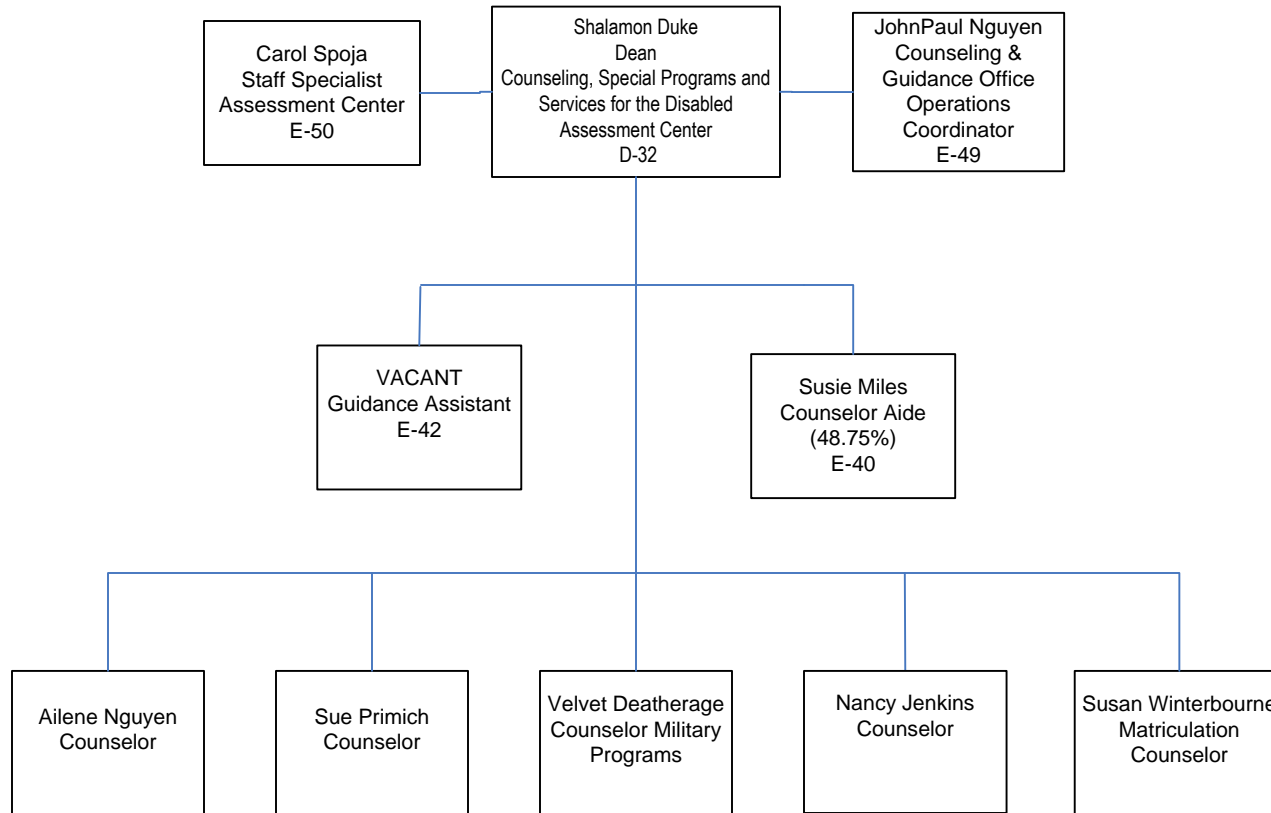 Carol Spoja
Staff Specialist
Assessment Center
E-50
Shalamon Duke
Dean
Counseling, Special Programs and
Services for the Disabled
Assessment Center
D-32
JohnPaul Nguyen
Counseling &
Guidance Office
Operations
Coordinator
E-49
VACANT
Guidance Assistant
E-42
Susie Miles
Counselor Aide
(48.75%)
E-40
Ailene Nguyen
Counselor
Sue Primich
Counselor
Velvet Deatherage
Counselor Military
Programs
Nancy Jenkins
Counselor
Susan Winterbourne
Matriculation
Counselor